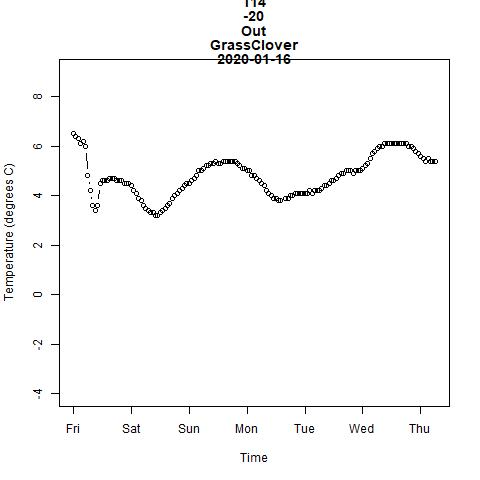 114
-20
Out
GrassClover
2020-01-16
Temperature (degrees C)
8
6
4
2
0
-2
-4
Fri Sat Sun Mon Tue Wed Thu
Time